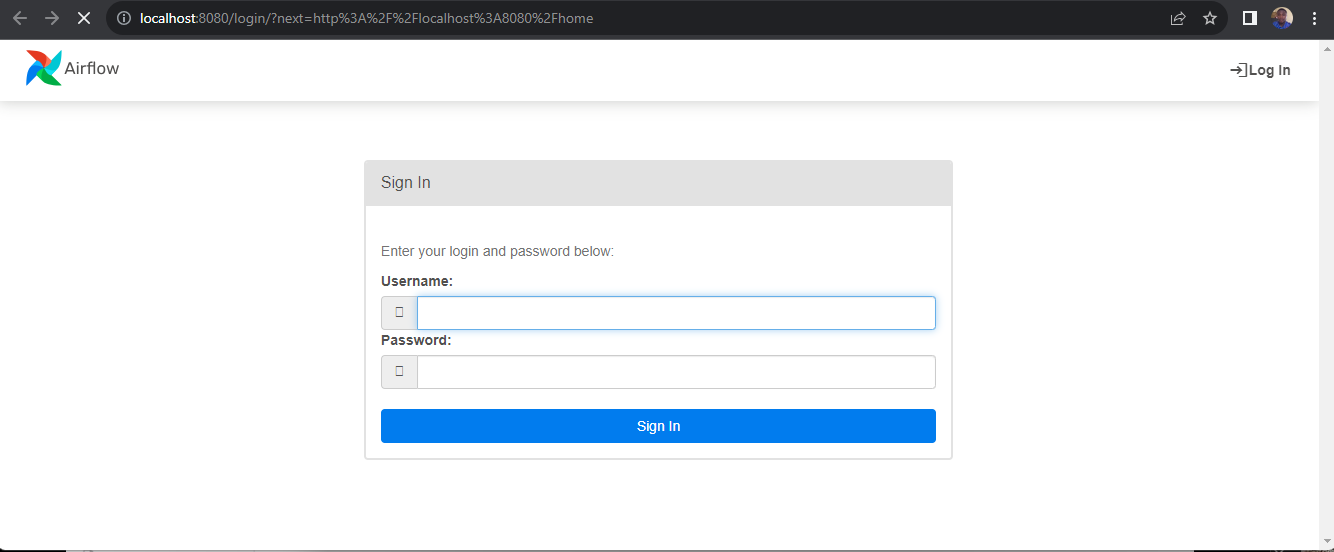 localhost:8080/login/?next=http%3A%2F%2Flocalhost%3A8080%2Fhome
Airflow
Log In
Sign In
Enter your login and password below:
Username:
Password:
Sign In